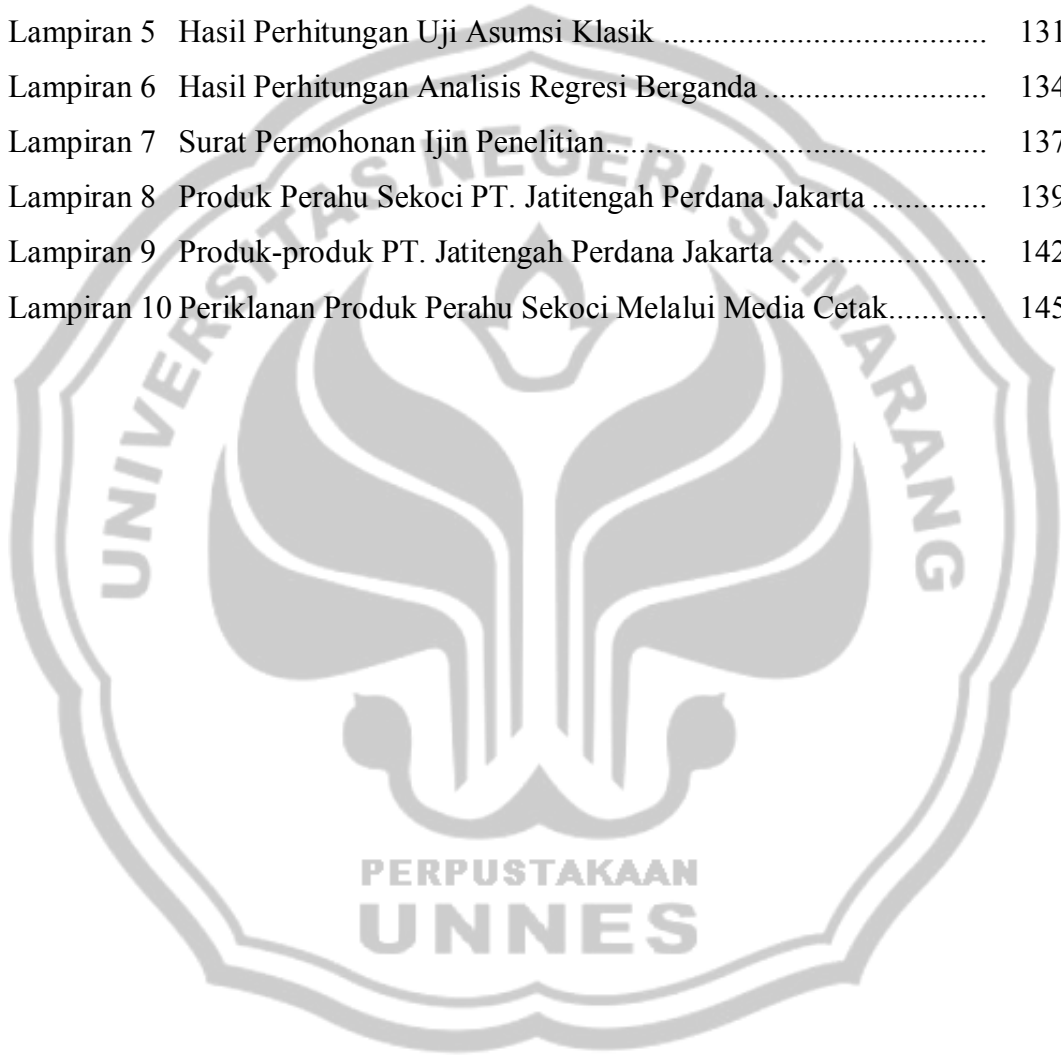 Lampiran 5 Hasil Perhitungan Uji Asumsi Klasik .................................... 131
Lampiran 6 Hasil Perhitungan Analisis Regresi Berganda ......................... 134
Lampiran 7 Surat Permohonan Ijin Penelitian.......................................... 137
Lampiran 8 Produk Perahu Sekoci PT. Jatitengah Perdana Jakarta ............. 139
Lampiran 9 Produk-produk PT. Jatitengah Perdana Jakarta ....................... 142
Lampiran 10 Periklanan Produk Perahu Sekoci Melalui Media Cetak............ 145
UNIVERSITAS NEGERI SEMARANG
PERPUSTAKAAN
UNNES